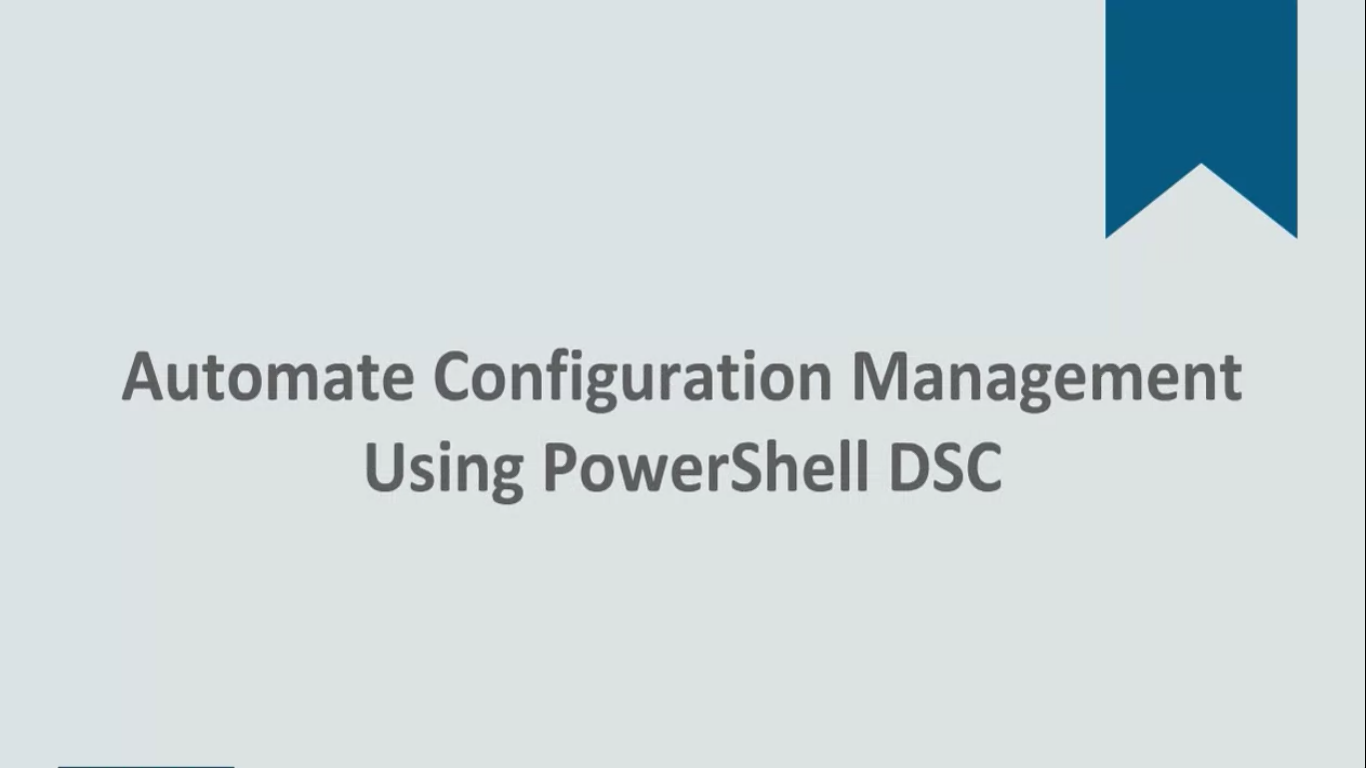 Automate Configuration Management
Using PowerShell DSC